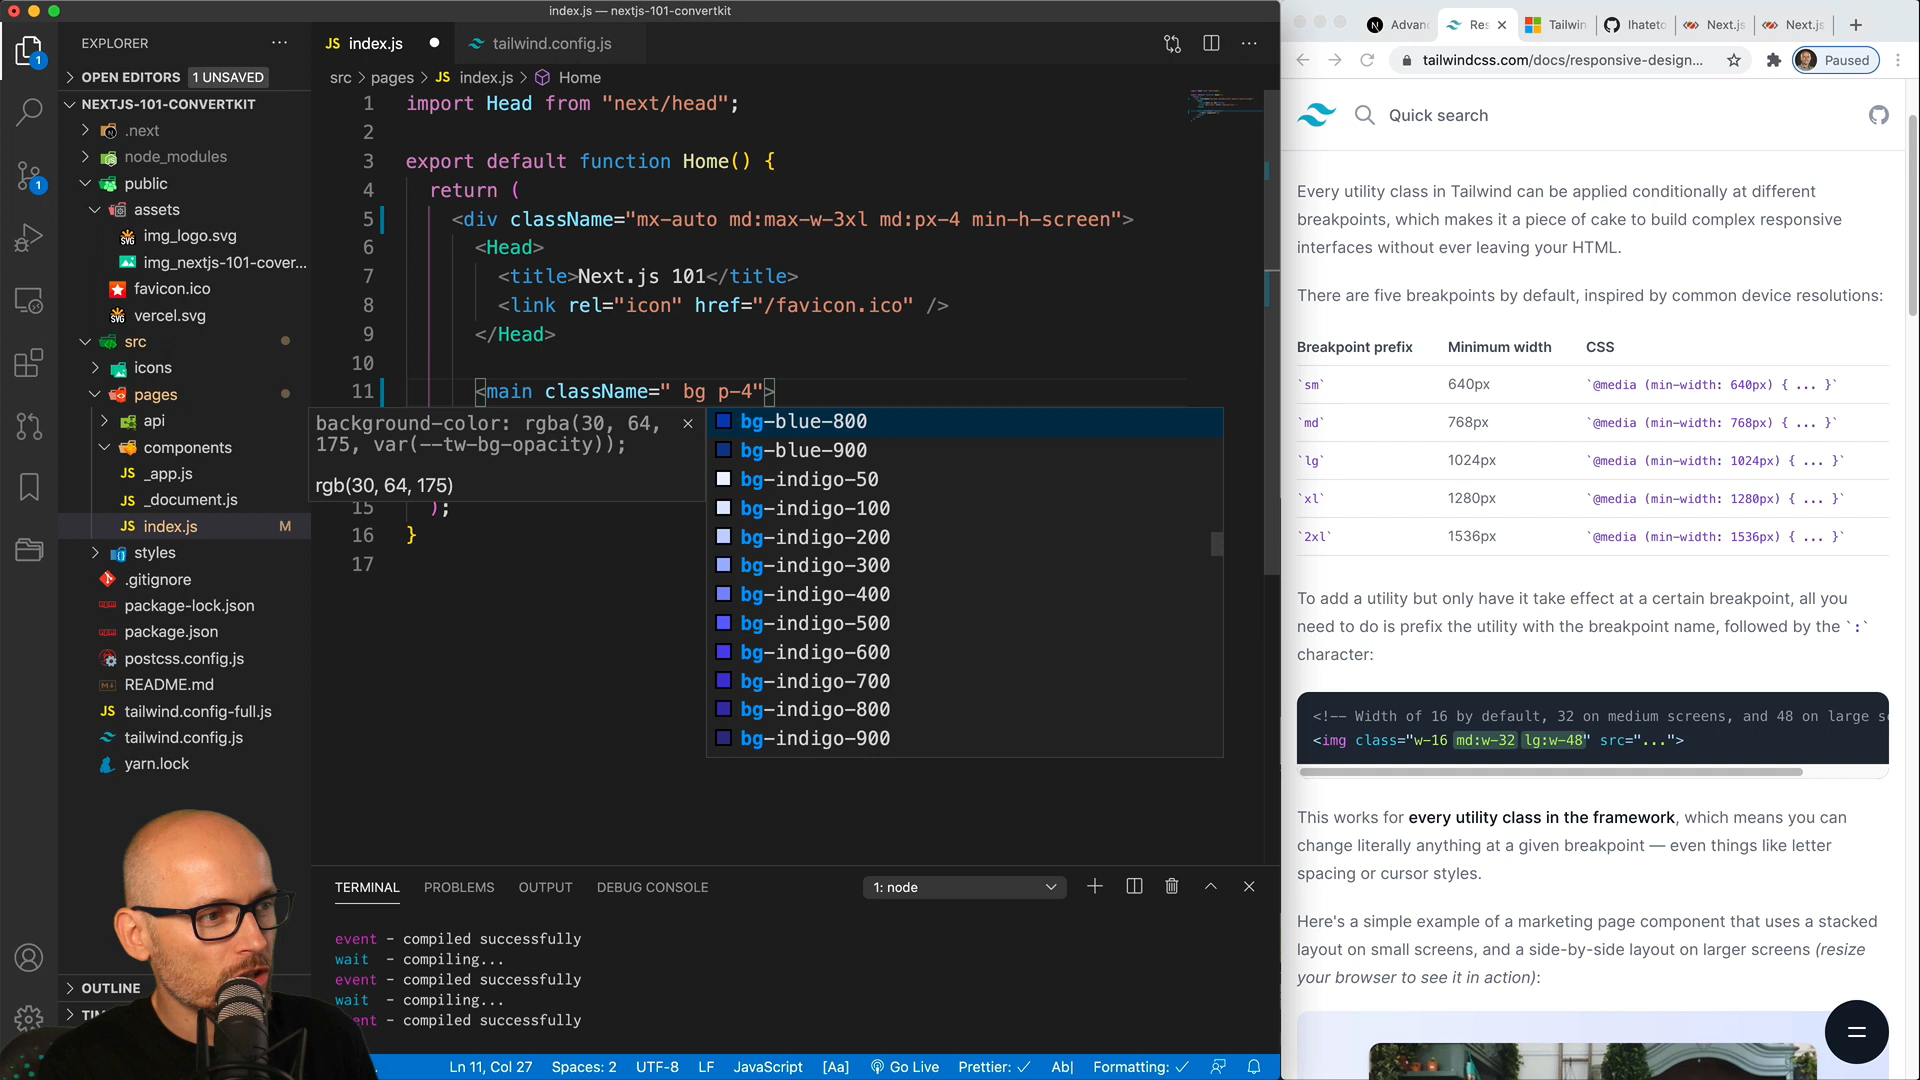 index.js — nextjs-101-convertkit
EXPLORER
OPEN EDITORS 1 UNSAVED
NEXTJS-101-CONVERTKIT
.next
node_modules
public
assets
img_logo.svg
img_nextjs-101-cover...
favicon.ico
vercel.svg
src
icons
pages
api
components
_app.js
_document.js
index.js M
styles
.gitignore
package-lock.json
package.json
postcss.config.js
README.md
tailwind.config-full.js
tailwind.config.js
yarn.lock
OUTLINE
1
1
JS index.js
tailwind.config.js
src > pages > JS index.js > Home
1 import Head from "next/head";
2
3 export default function Home() {
4 return (
5 <div className="mx-auto md:max-w-3xl md:px-4 min-h-screen">
6 <Head>
7 <title>Next.js 101</title>
8 <link rel="icon" href="/favicon.ico" />
9 </Head>
10
11 <main className=" bg p-4">
background-color: rgba(30, 64,
175, var(--tw-bg-opacity));
rgb(30, 64, 175)
bg-blue-800
bg-blue-900
bg-indigo-50
bg-indigo-100
bg-indigo-200
bg-indigo-300
bg-indigo-400
bg-indigo-500
bg-indigo-600
bg-indigo-700
bg-indigo-800
bg-indigo-900
15 );
16 }
17
TERMINAL PROBLEMS OUTPUT DEBUG CONSOLE 1: node
event - compiled successfully
wait - compiling...
event - compiled successfully
wait - compiling...
ent - compiled successfully
Ln 11, Col 27 Spaces: 2 UTF-8 LF JavaScript [Aa] Go Live Prettier: ✓ Ab| Formatting: ✓
Advan Res Tailwin Ihateto Next.js Next.js
tailwindcss.com/docs/responsive-design... Paused
Quick search
Every utility class in Tailwind can be applied conditionally at different
breakpoints, which makes it a piece of cake to build complex responsive
interfaces without ever leaving your HTML.
There are five breakpoints by default, inspired by common device resolutions:
Breakpoint prefix Minimum width CSS
`sm` 640px `@media (min-width: 640px) { ... }`
`md` 768px `@media (min-width: 768px) { ... }`
`lg` 1024px `@media (min-width: 1024px) { ... }`
`xl` 1280px `@media (min-width: 1280px) { ... }`
`2xl` 1536px `@media (min-width: 1536px) { ... }`
To add a utility but only have it take effect at a certain breakpoint, all you
need to do is prefix the utility with the breakpoint name, followed by the `:`
character:
<!-- Width of 16 by default, 32 on medium screens, and 48 on large s
<img class="w-16 md:w-32 lg:w-48" src="...">
This works for every utility class in the framework, which means you can
change literally anything at a given breakpoint — even things like letter
spacing or cursor styles.
Here's a simple example of a marketing page component that uses a stacked
layout on small screens, and a side-by-side layout on larger screens (resize
your browser to see it in action):